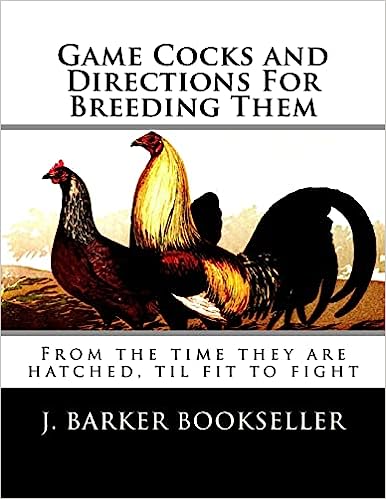 Game Cocks and
Directions For
Breeding Them
From the time they are
hatched, til fit to fight
J. Barker Bookseller